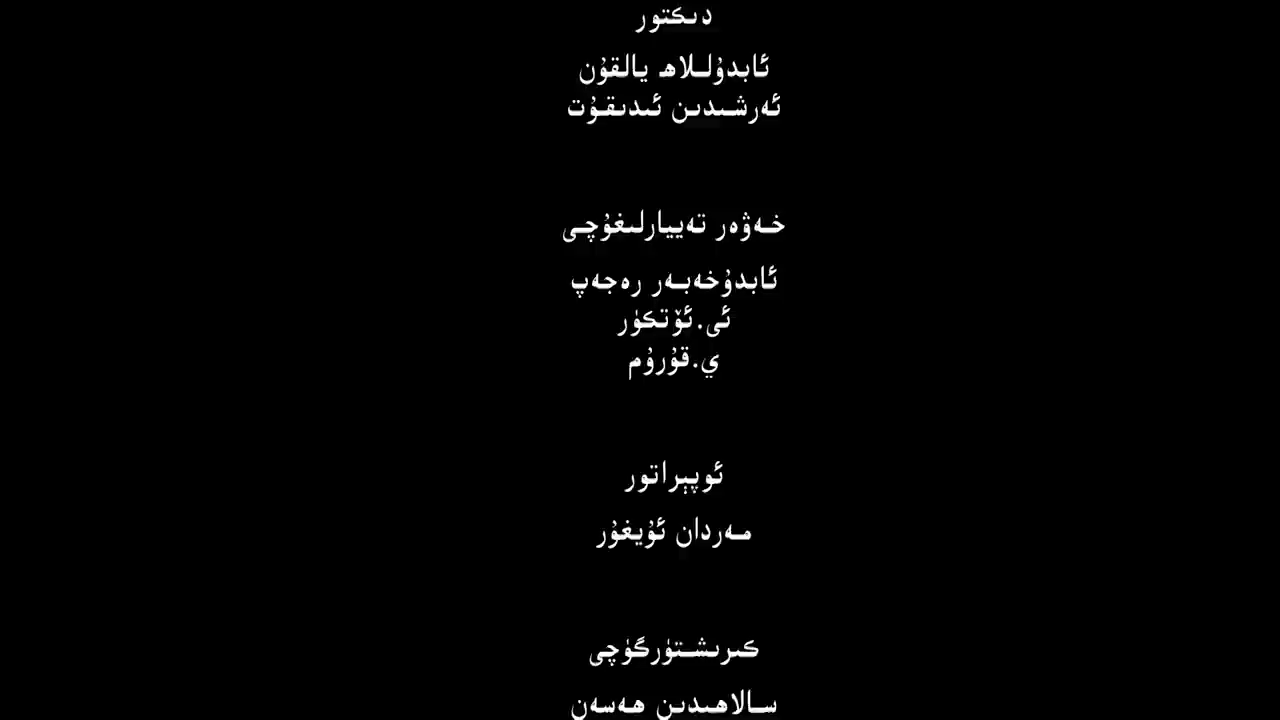 دىكتور
ئابدۇللاھ يالقۇن
ئەرشىدىن ئىدىقۇت
خەۋەر تەييارلىغۇچى
ئابدۇخەبەر رەجەپ
ئى.ئۆتكۈر
ي.قۇرۇم
ئوپېراتور
مەردان ئۇيغۇر
كىرىشتۈرگۈچى
سالاھىدىن ھەسەن